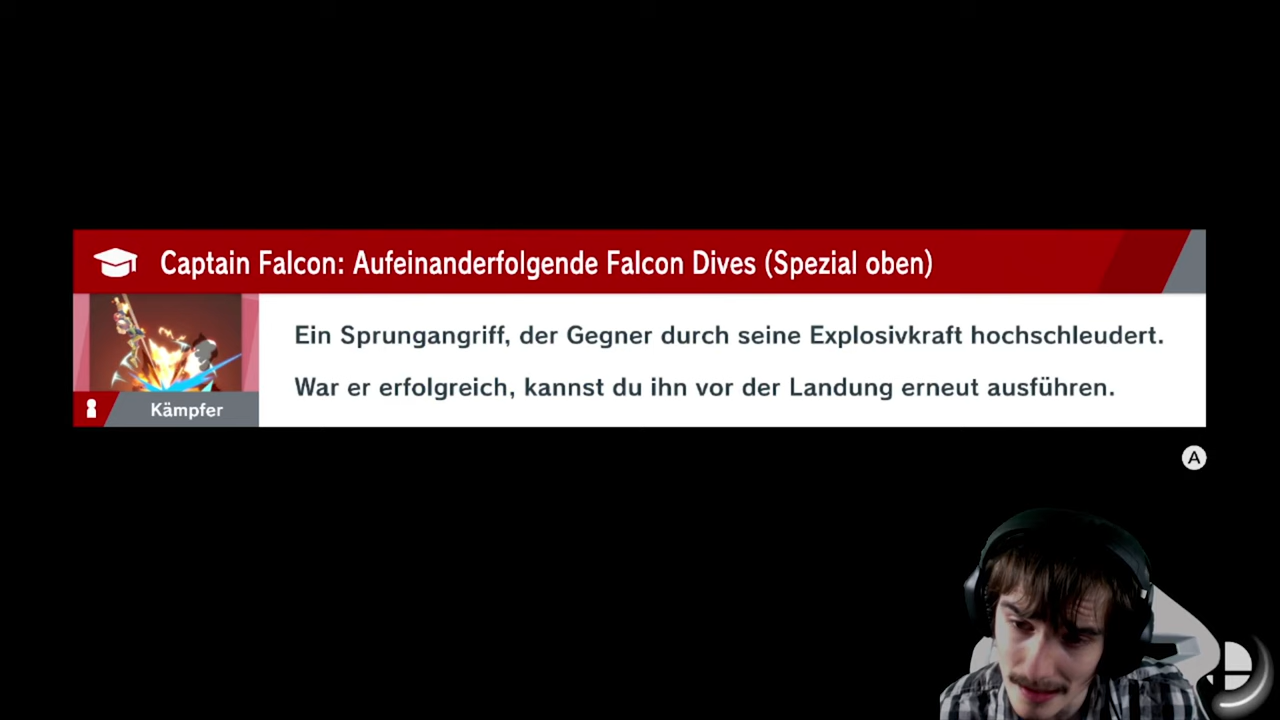 Captain Falcon: Aufeinanderfolgende Falcon Dives (Spezial oben)
Ein Sprungangriff, der Gegner durch seine Explosivkraft hochschleudert.
War er erfolgreich, kannst du ihn vor der Landung erneut ausführen.
Kämpfer
A